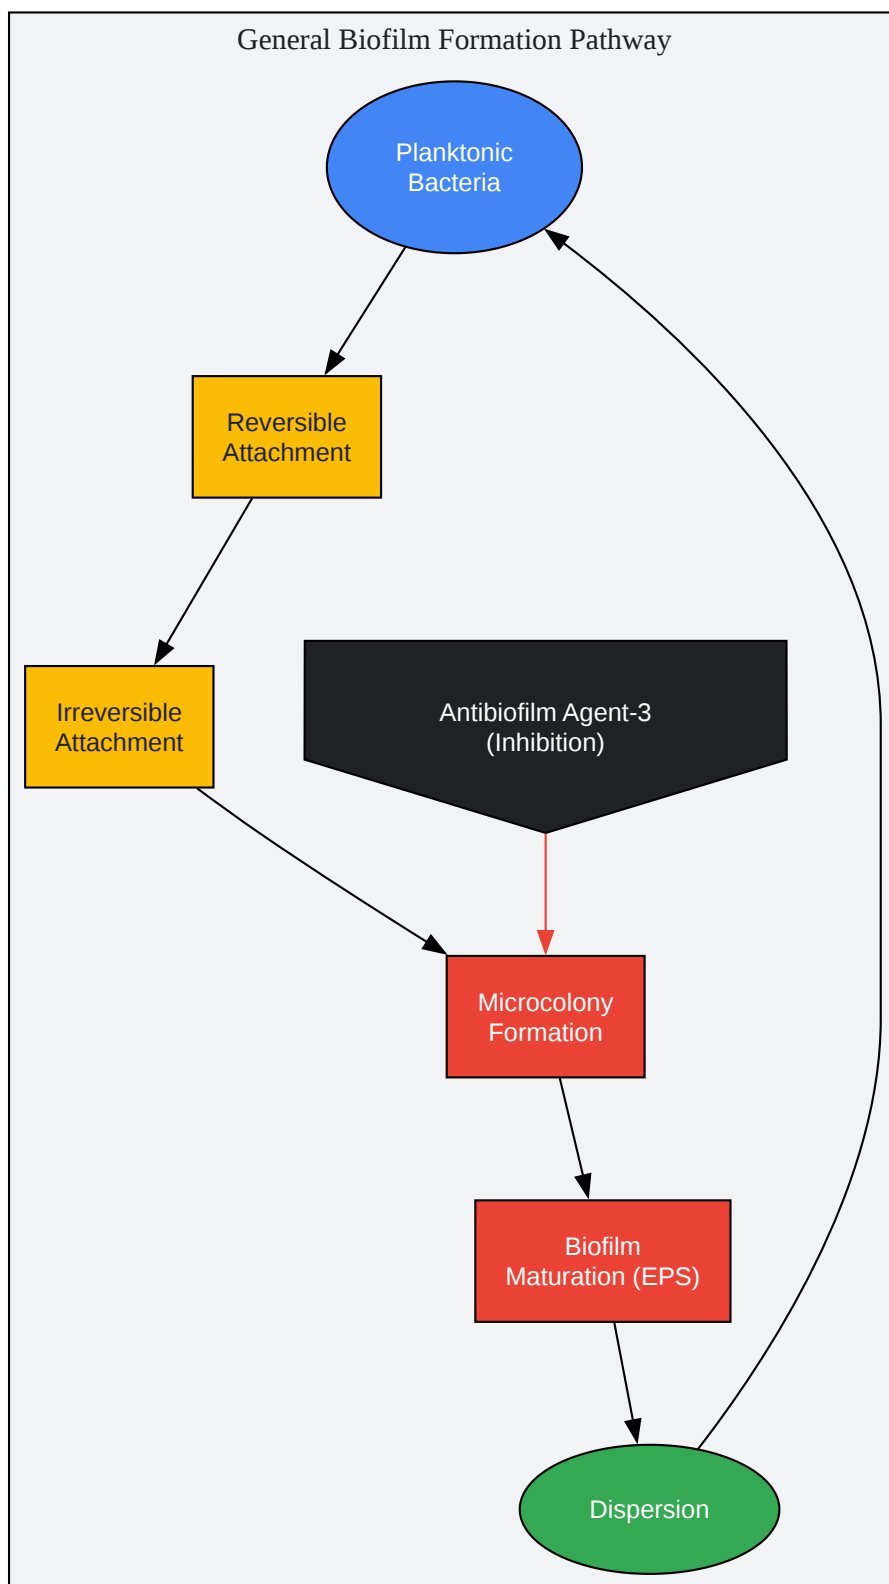 General Biofilm Formation Pathway
Planktonic
Bacteria
Reversible
Attachment
Irreversible
Attachment
Antibiofilm Agent-3
(Inhibition)
Microcolony
Formation
Biofilm
Maturation (EPS)
Dispersion